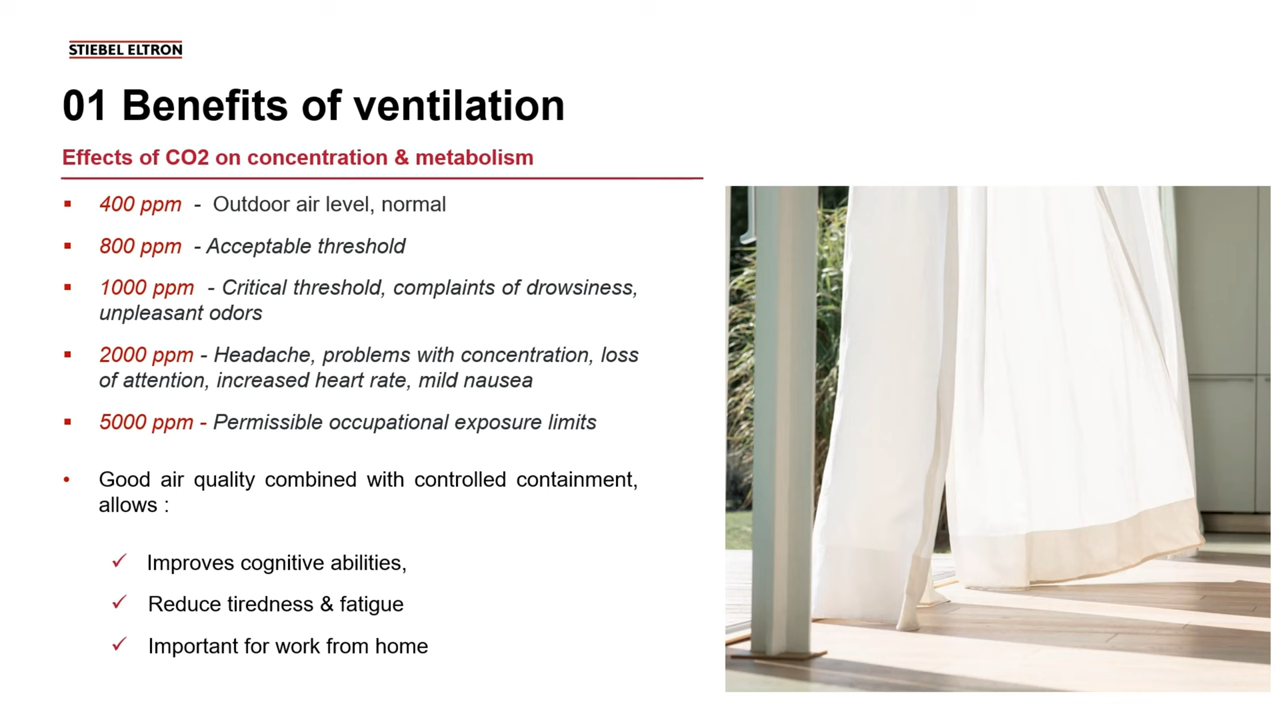 STIEBEL ELTRON
01 Benefits of ventilation
Effects of CO2 on concentration & metabolism
▪ 400 ppm - Outdoor air level, normal
▪ 800 ppm - Acceptable threshold
▪ 1000 ppm - Critical threshold, complaints of drowsiness,
unpleasant odors
▪ 2000 ppm - Headache, problems with concentration, loss
of attention, increased heart rate, mild nausea
▪ 5000 ppm - Permissible occupational exposure limits
• Good air quality combined with controlled containment,
allows :
✓ Improves cognitive abilities,
✓ Reduce tiredness & fatigue
✓ Important for work from home